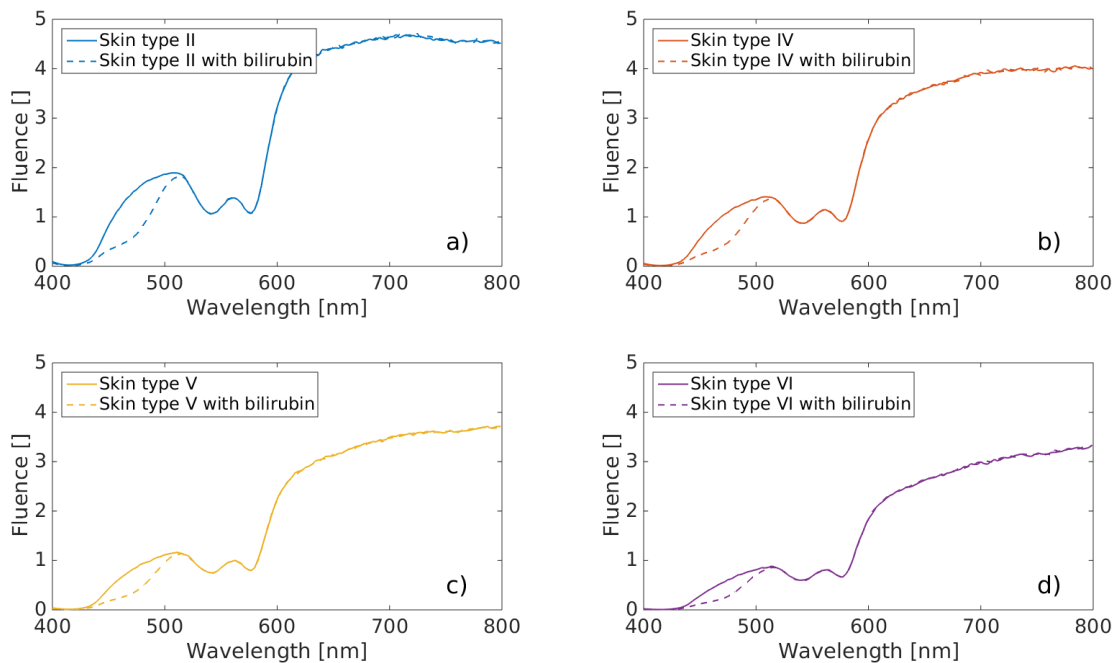 5
4
3
2
1
0
Fluence []
Skin type II
Skin type II with bilirubin
a)
400 500 600 700 800
Wavelength [nm]
5
4
3
2
1
0
Fluence []
Skin type IV
Skin type IV with bilirubin
b)
400 500 600 700 800
Wavelength [nm]
5
4
3
2
1
0
Fluence []
Skin type V
Skin type V with bilirubin
c)
400 500 600 700 800
Wavelength [nm]
5
4
3
2
1
0
Fluence []
Skin type VI
Skin type VI with bilirubin
d)
400 500 600 700 800
Wavelength [nm]